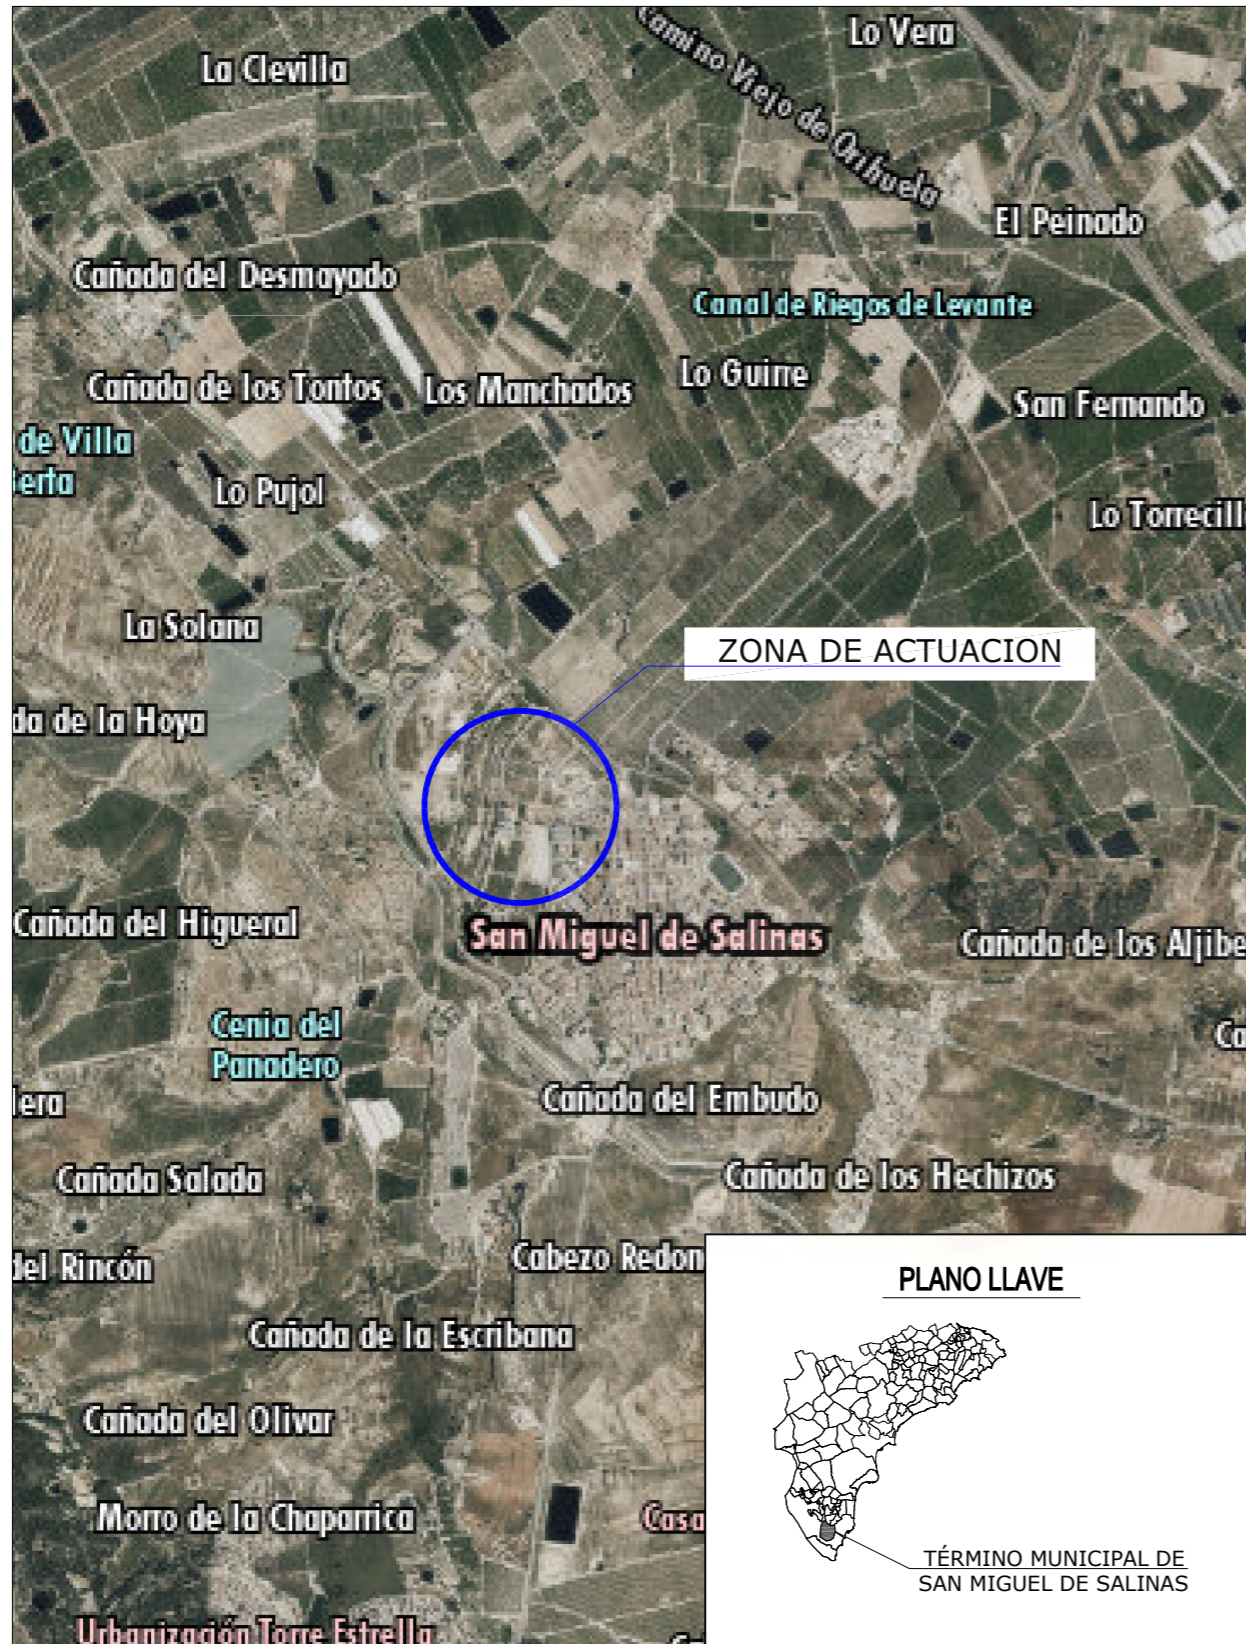 Lo Vera
La Clevilla
Camino Viejo de Orihuela
El Peinado
Cañada del Desmayado
Canal de Riegos de Levante
Lo Guirre
Cañada de los Tontos
Los Manchados
San Fernando
de Villa
Berta
Lo Pujol
Lo Torrecill
La Solana
ZONA DE ACTUACION
da de la Hoya
Cañada del Higueral
San Miguel de Salinas
Cañada de los Aljibe
Cenia del
Panadero
Ca
lera
Cañada del Embudo
Cañada Salada
Cañada de los Hechizos
del Rincón
Cabezo Redon
PLANO LLAVE
Cañada de la Escribana
Cañada del Olivar
Morro de la Chaparrica
Casa
TÉRMINO MUNICIPAL DE
SAN MIGUEL DE SALINAS
Urbanización Torre Estrella